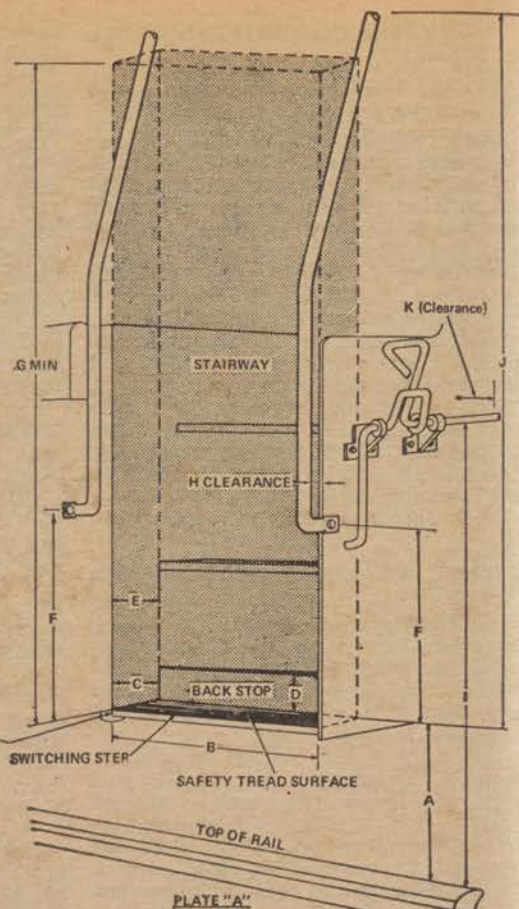 K (Clearance)
J
.G MIN
STAIRWAY
H CLEARANCE
F
E
F
I
C
BACK STOP
D
B
SWITCHING STEP
SAFETY TREAD SURFACE
A
TOP OF RAIL
PLATE "A"